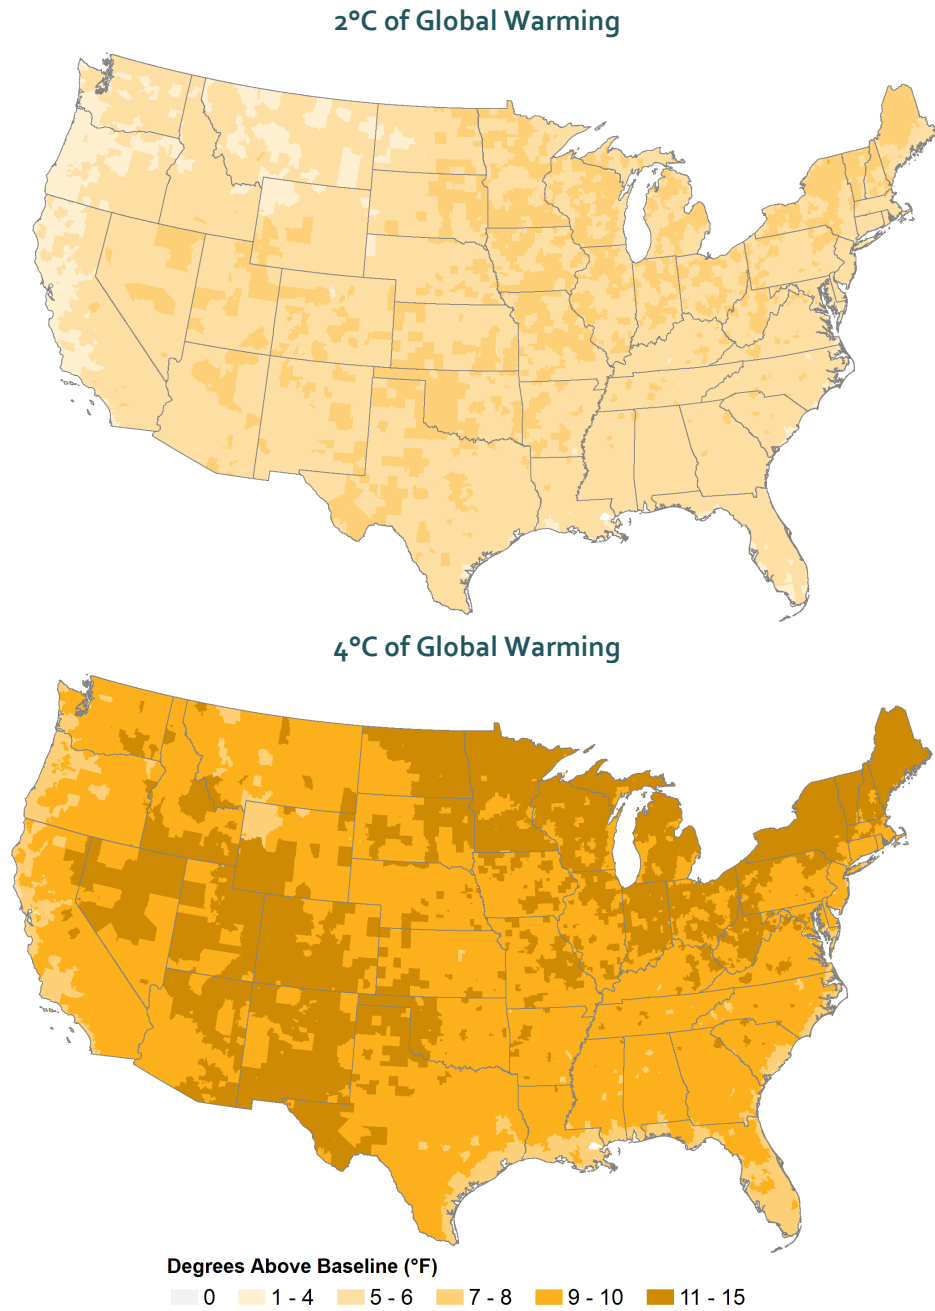 2°C of Global Warming
4°C of Global Warming
Degrees Above Baseline (°F)
0 1 - 4 5 - 6 7 - 8 9 - 10 11 - 15